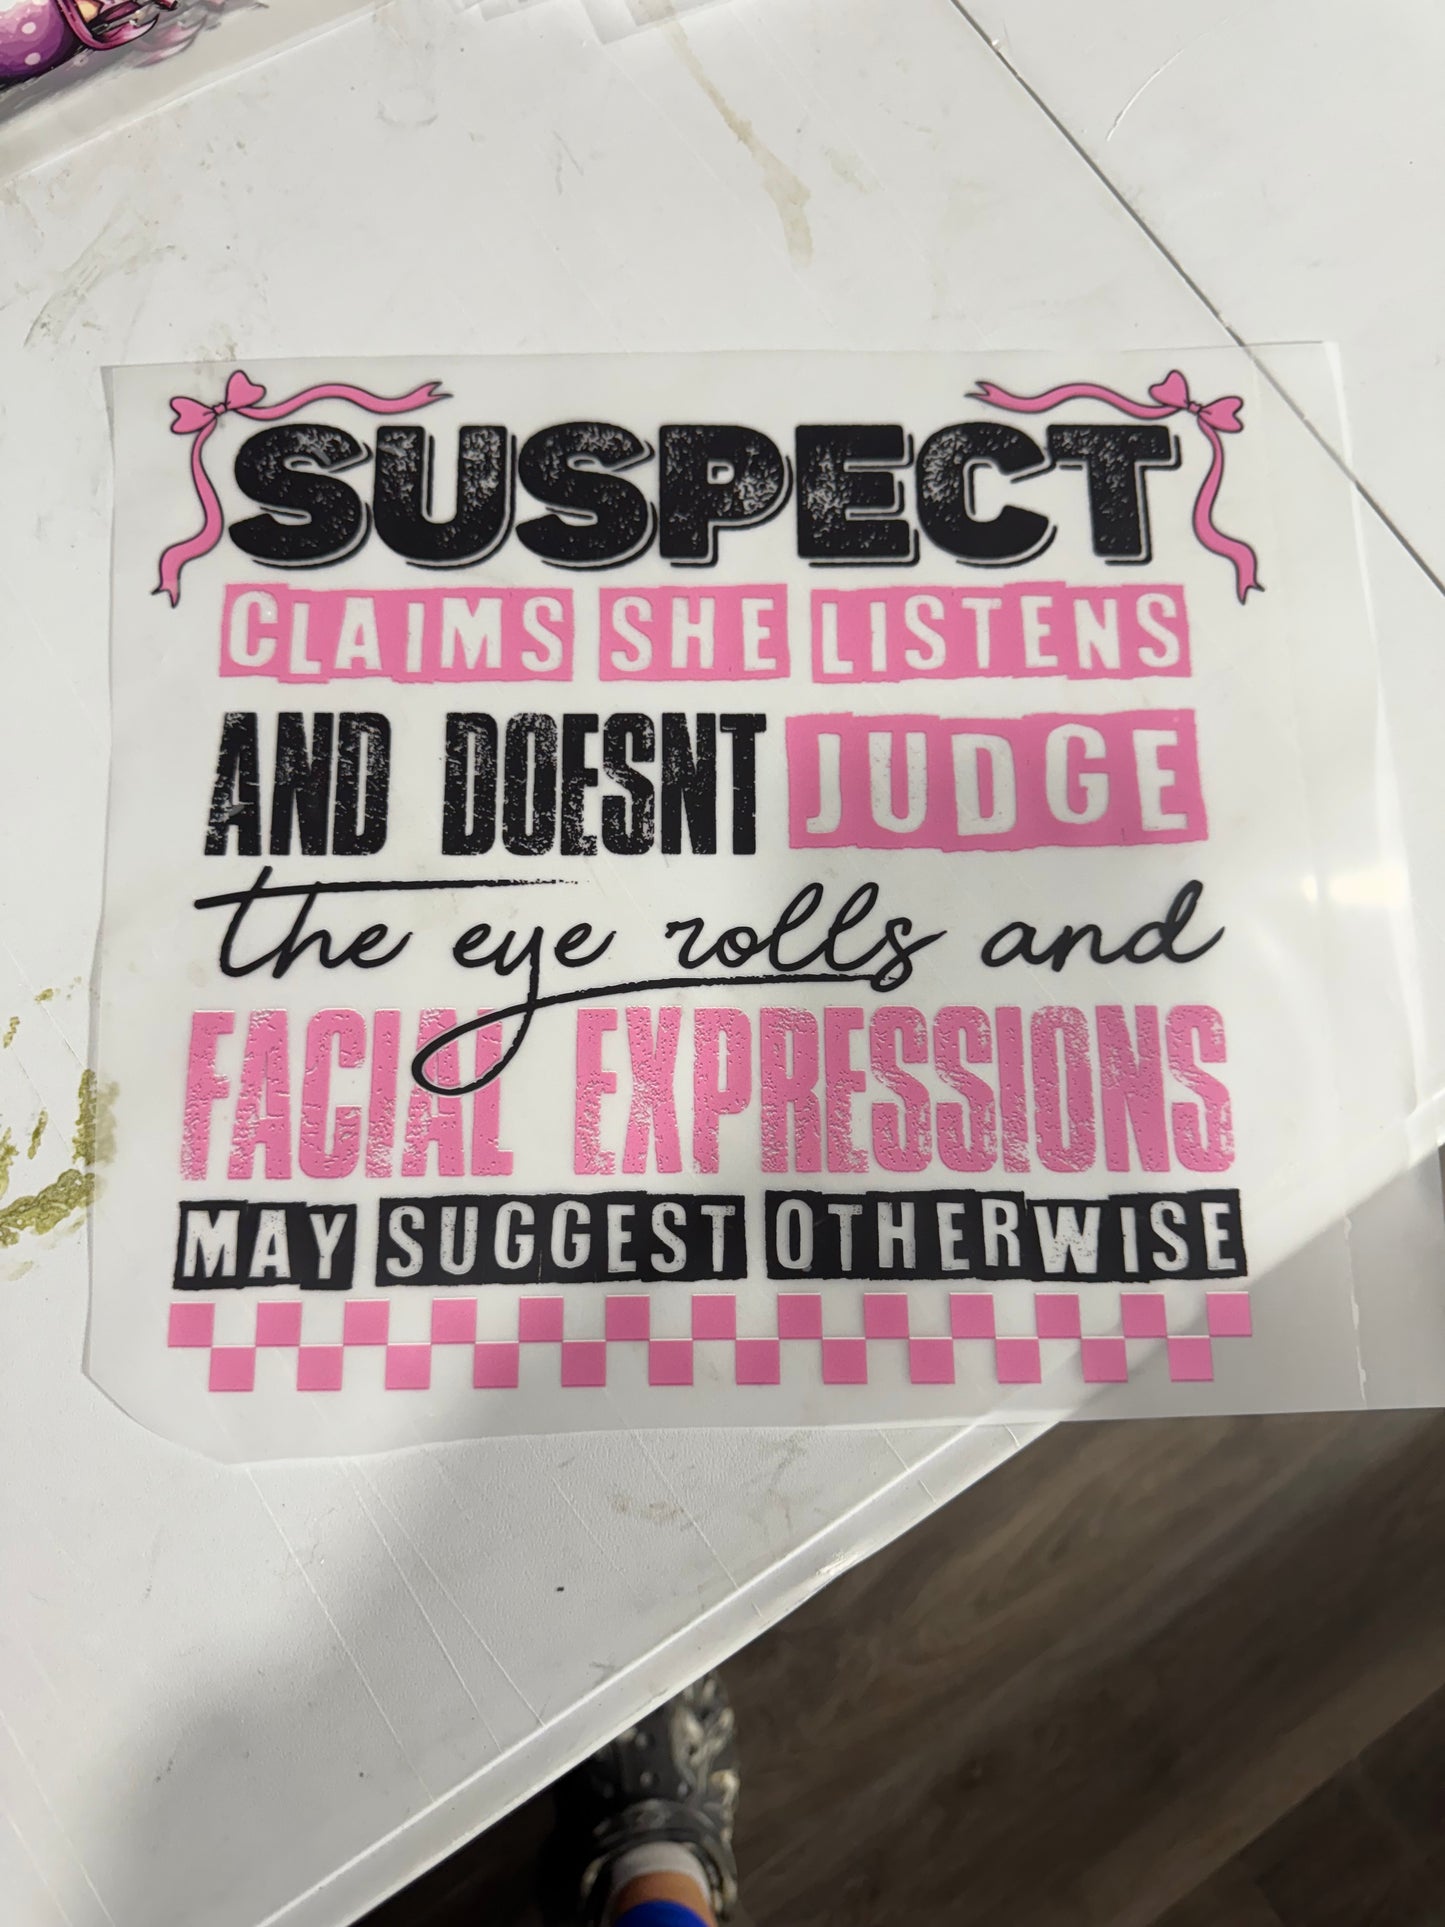 SUSPECT
CLAIMS SHE LISTENS
AND DOESNT JUDGE
the eye rolls and
FACIAL EXPRESSIONS
MAY SUGGEST OTHERWISE